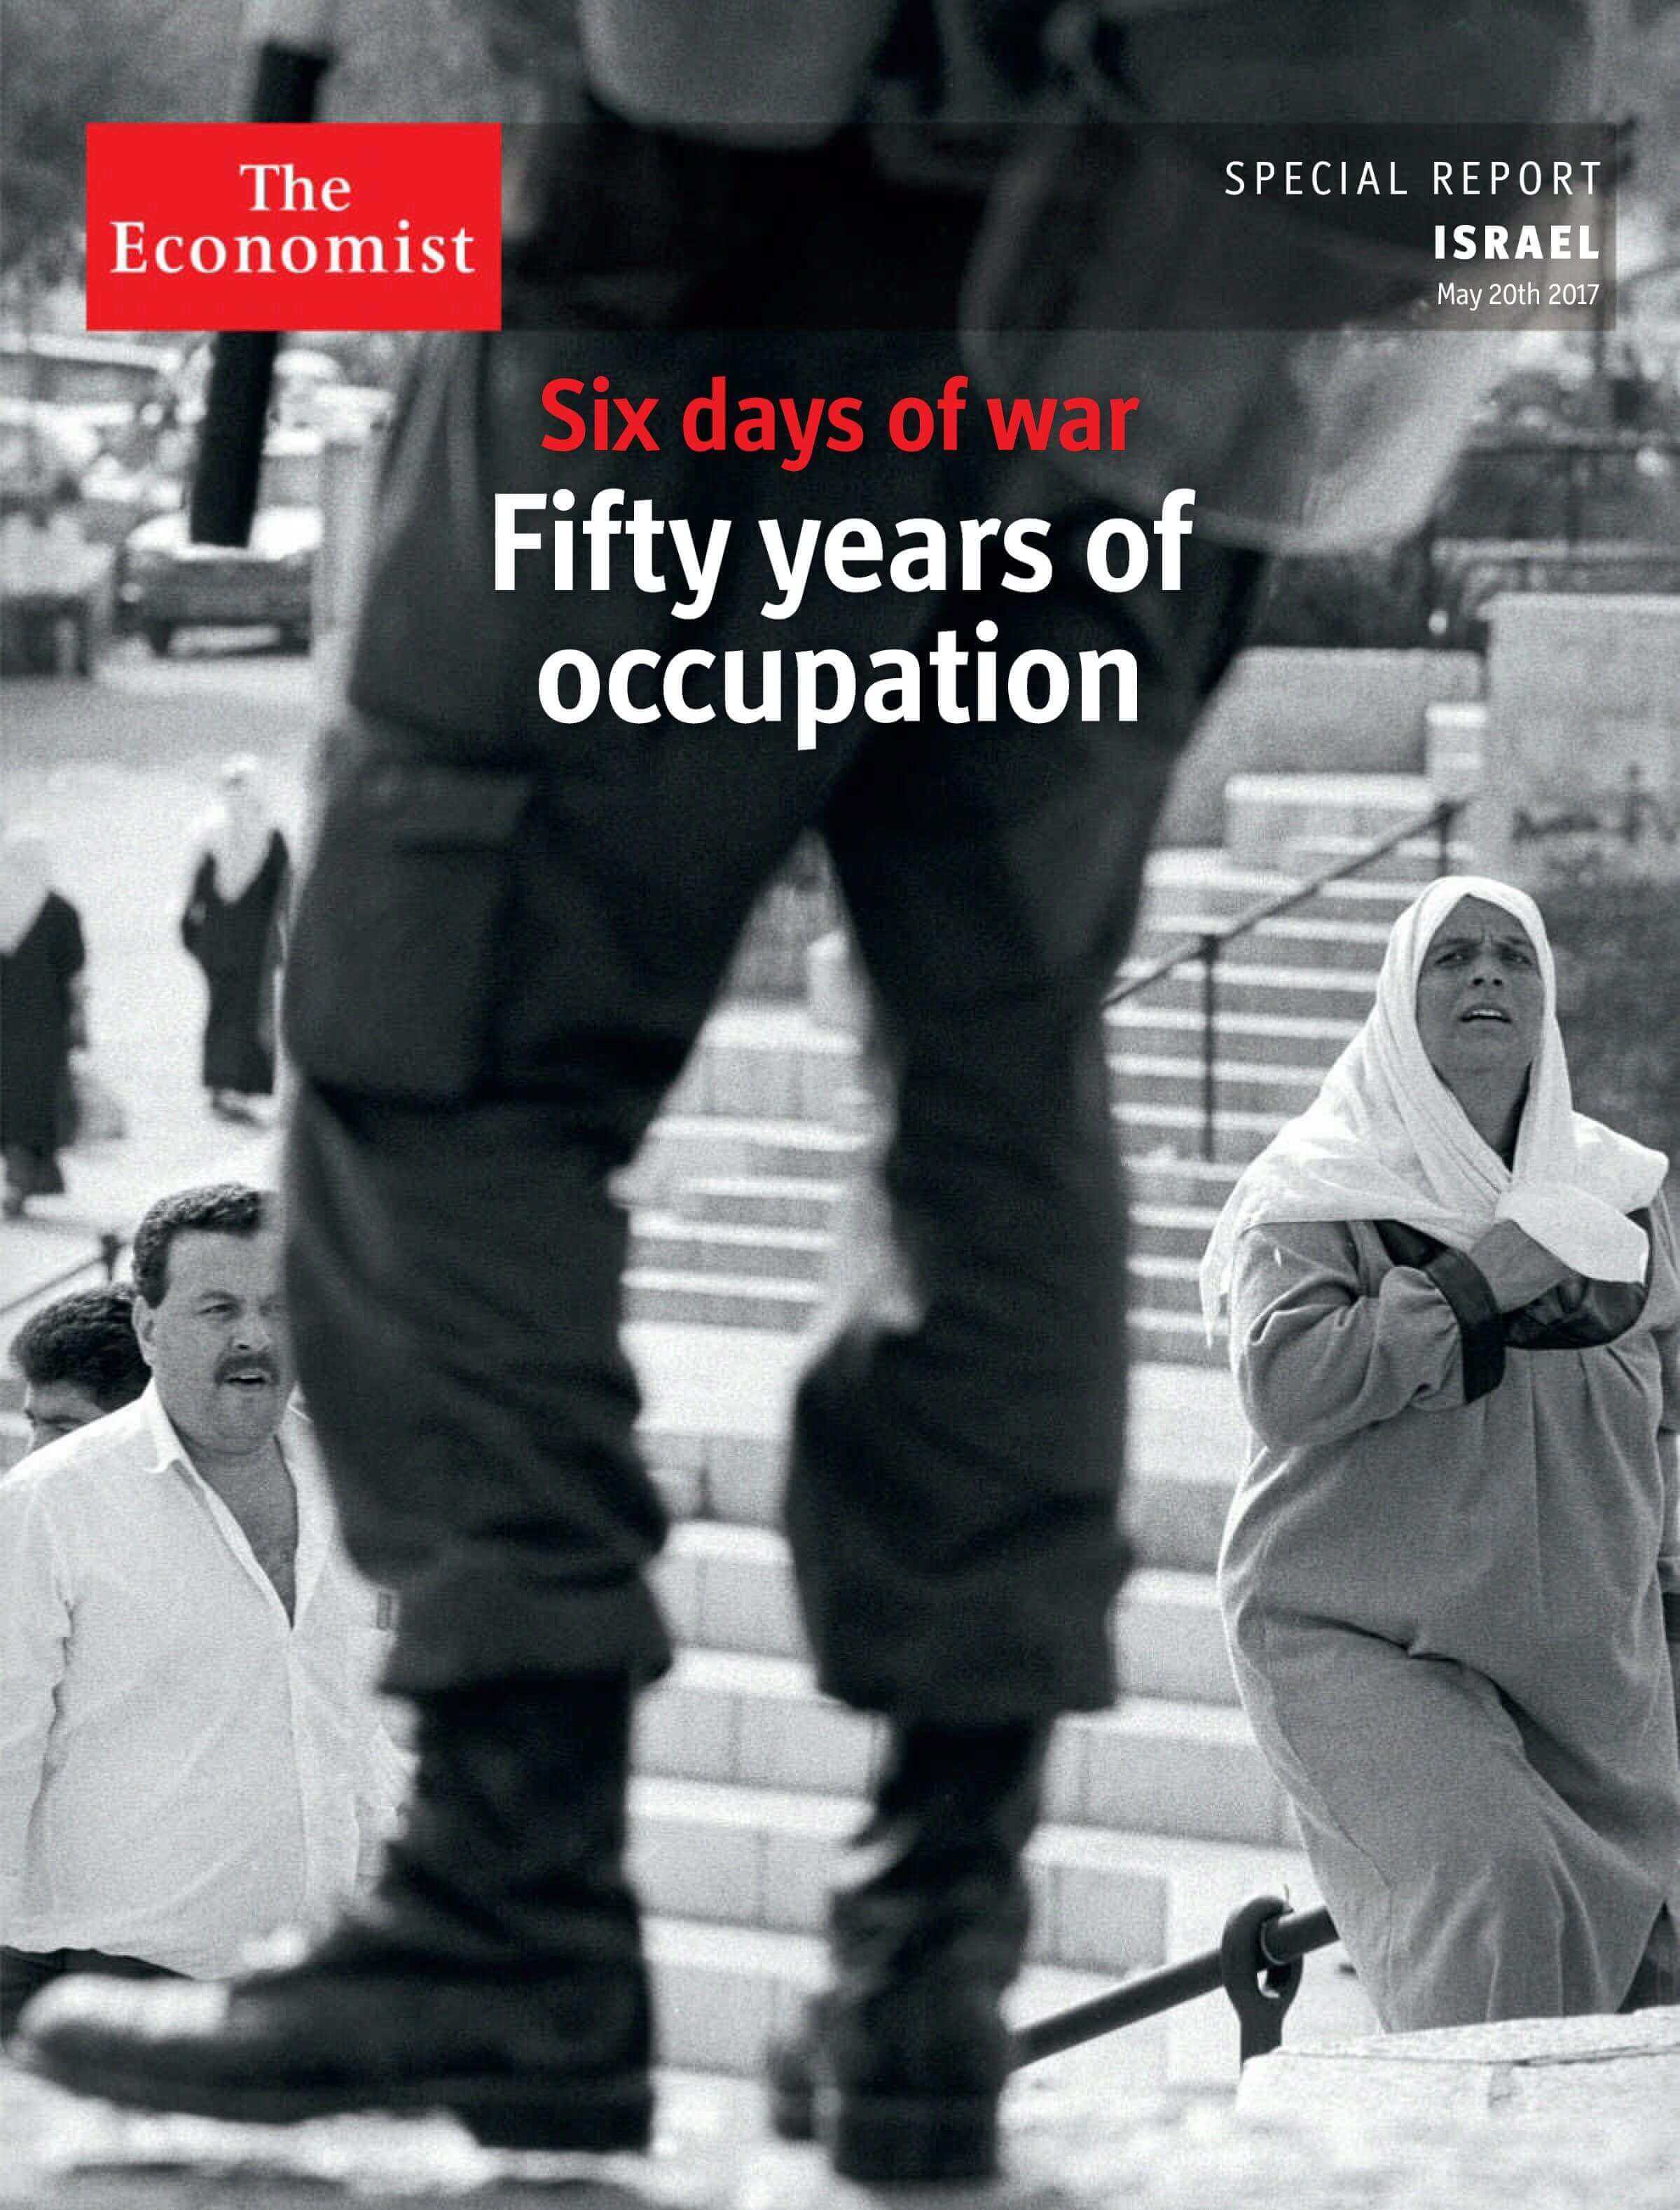 The
Economist
SPECIAL REPORT
ISRAEL
May 20th 2017
Six days of war
Fifty years of
occupation